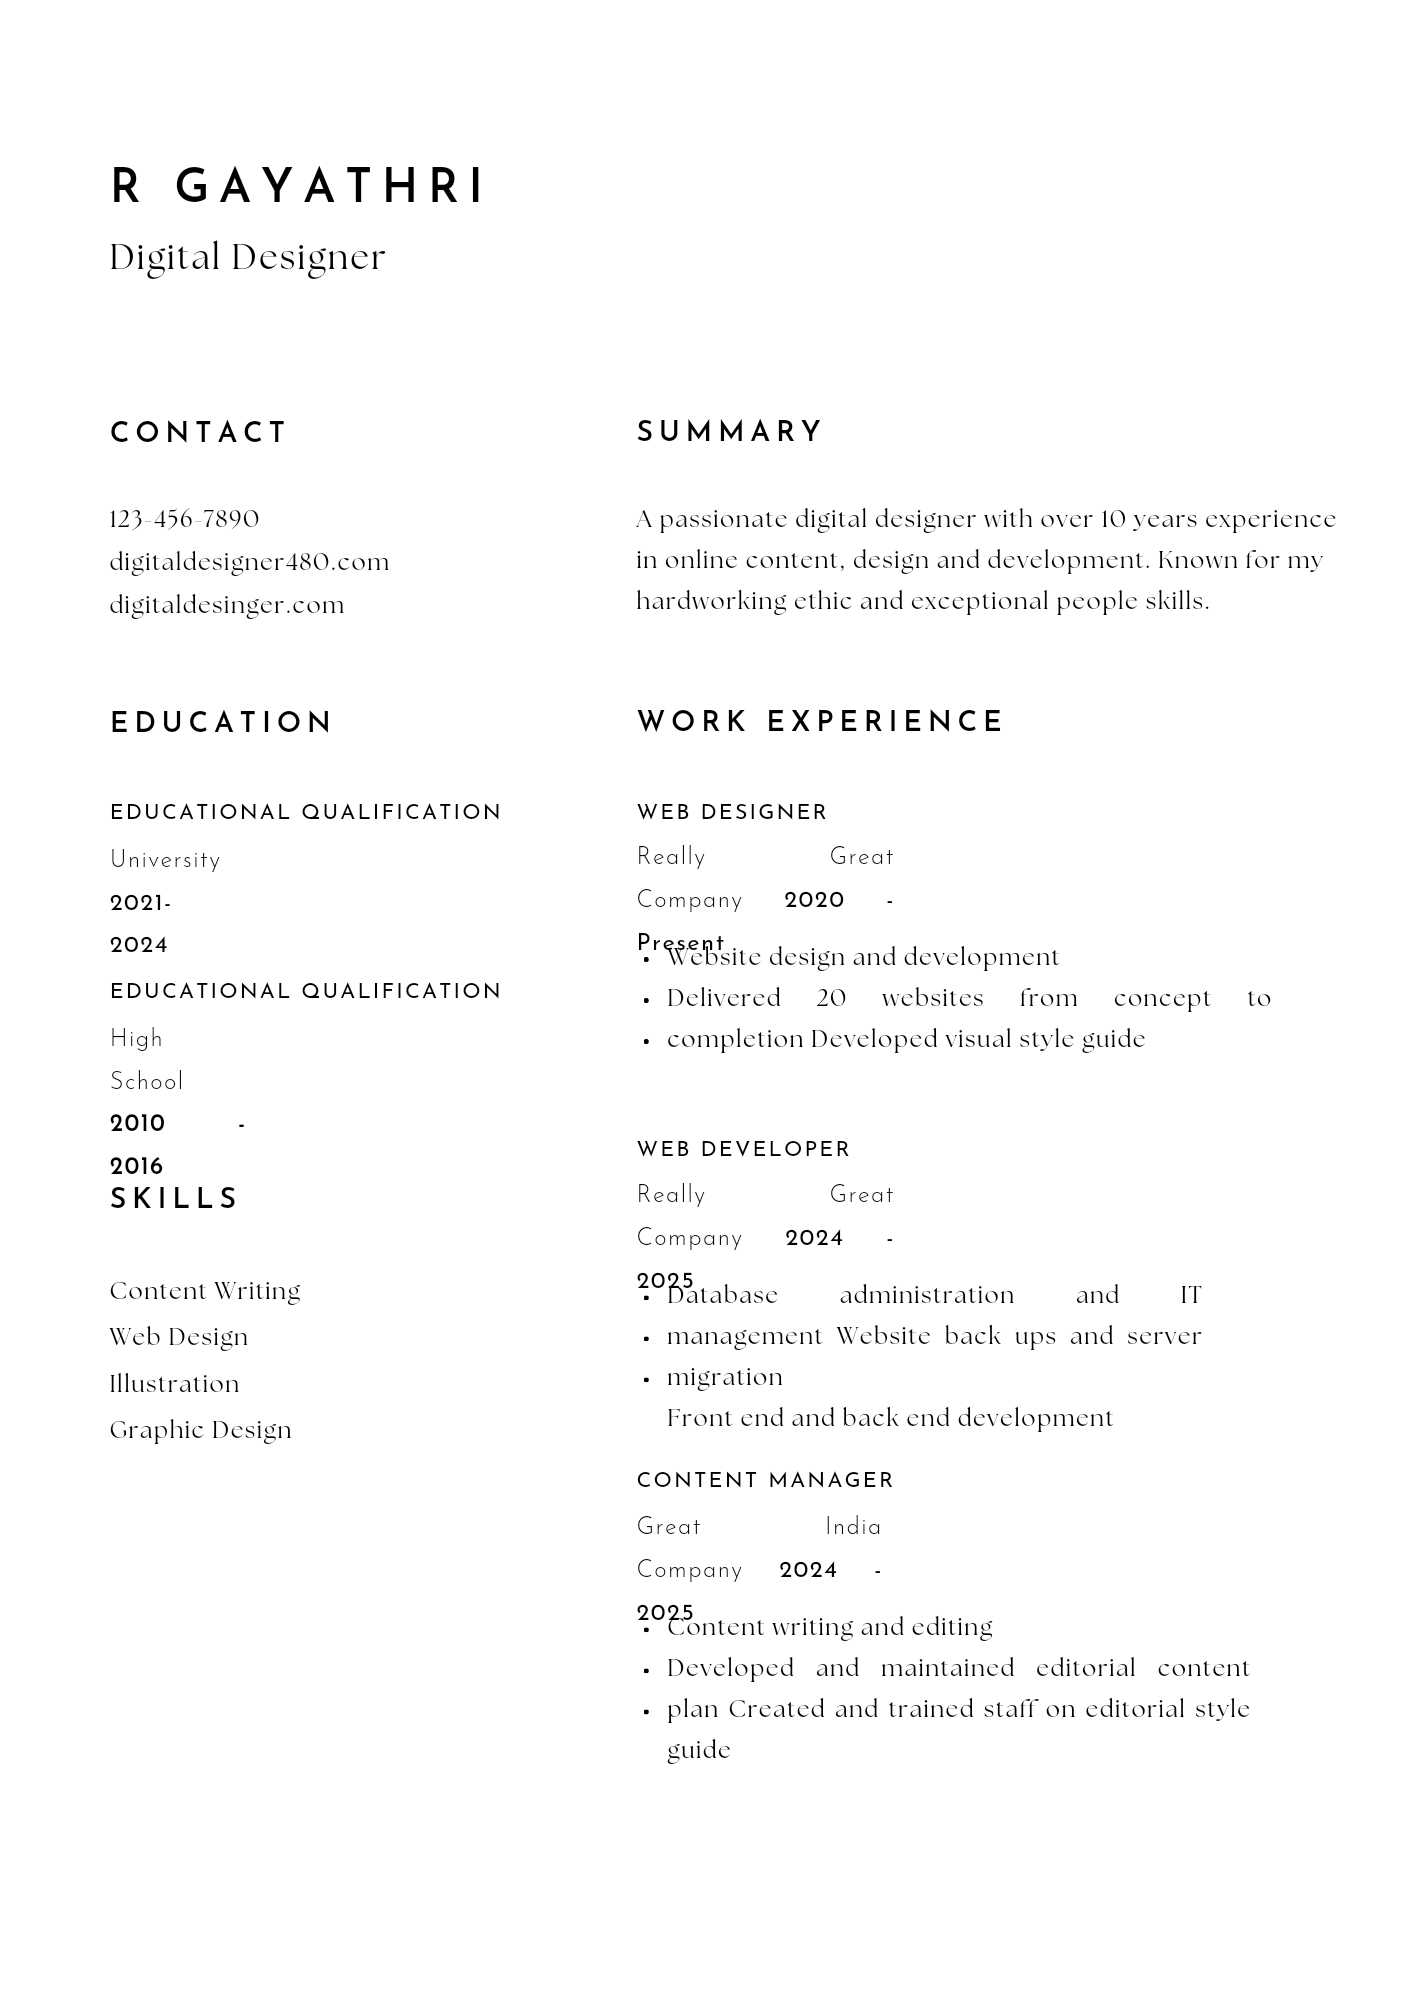 R GAYATHRI
Digital Designer
CONTACT
123-456-7890
digitaldesigner480.com
digitaldesinger.com
EDUCATION
EDUCATIONAL QUALIFICATION
University
2021-
2024
EDUCATIONAL QUALIFICATION
High
School
2010 -
2016
SKILLS
Content Writing
Web Design
Illustration
Graphic Design
SUMMARY
A passionate digital designer with over 10 years experience
in online content, design and development. Known for my
hardworking ethic and exceptional people skills.
WORK EXPERIENCE
WEB DESIGNER
Really Great
Company 2020 -
Present
• Website design and development
• Delivered 20 websites from concept to
• completion Developed visual style guide
WEB DEVELOPER
Really Great
Company 2024 -
2025
• Database administration and IT
• management Website back ups and server
• migration
Front end and back end development
CONTENT MANAGER
Great India
Company 2024 -
2025
• Content writing and editing
• Developed and maintained editorial content
• plan Created and trained staff on editorial style
guide